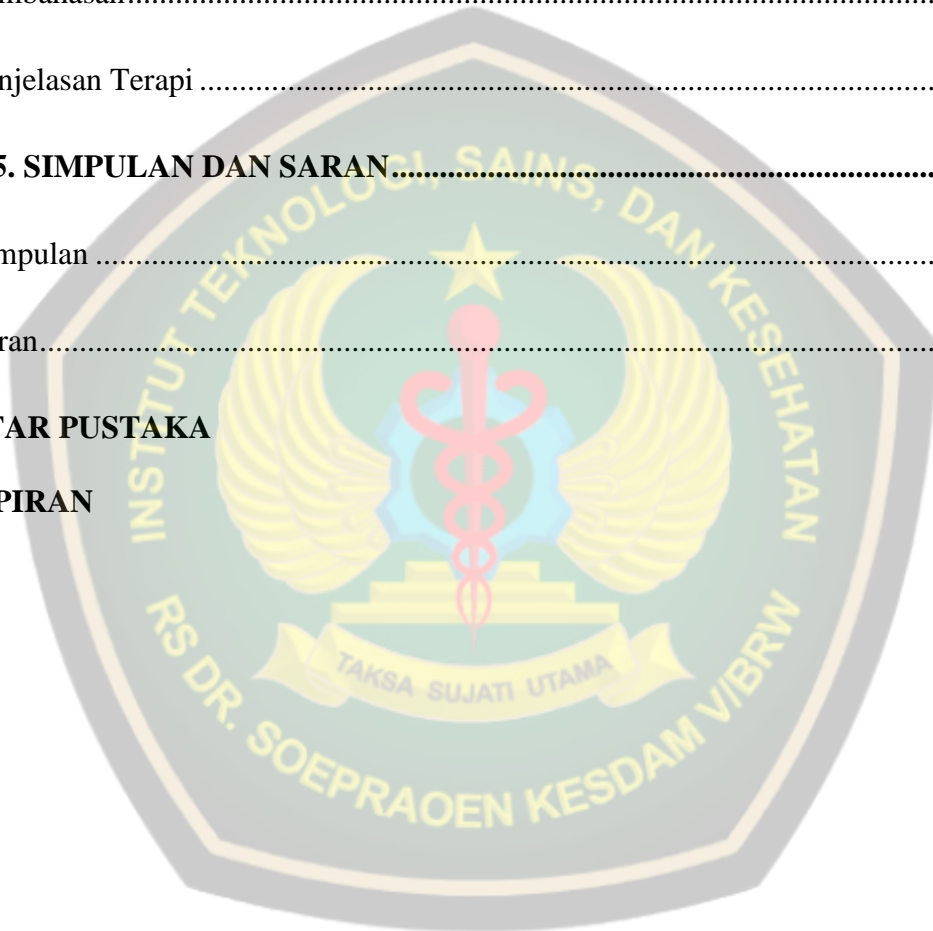 mbahasan..........................................................................................
njelasan Terapi ..........................................................................................
5. SIMPULAN DAN SARAN..........................................................................................
mpulan ..........................................................................................
ran..........................................................................................
TAR PUSTAKA
PIRAN
INSTITUT TEKNOLOGI, SAINS, DAN KESEHATAN
TAKSA SUJATI UTAMA
RS DR. SOEPRAOEN KESDAM V/BRW